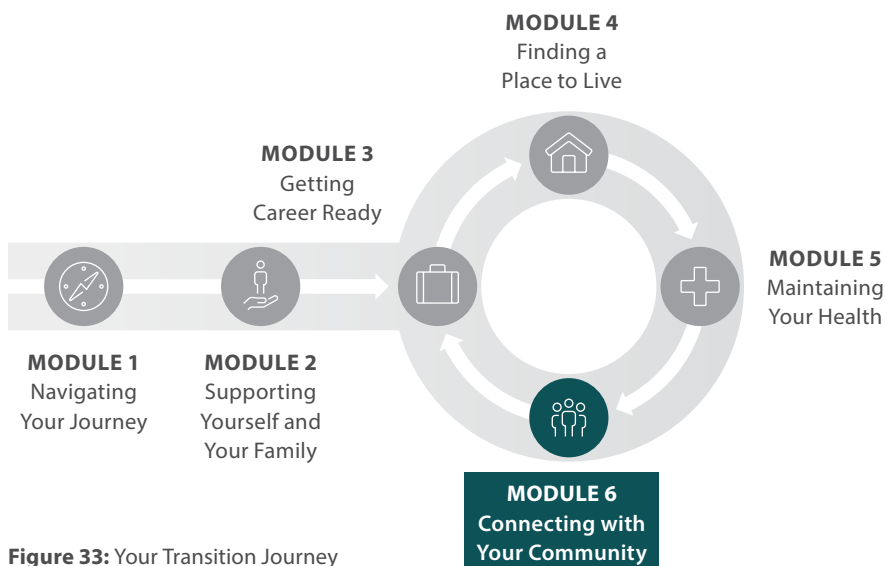 MODULE 4
Finding a
Place to Live
MODULE 3
Getting
Career Ready
MODULE 5
Maintaining
Your Health
MODULE 1
Navigating
Your Journey
MODULE 2
Supporting
Yourself and
Your Family
MODULE 6
Connecting with
Your Community
Figure 33: Your Transition Journey